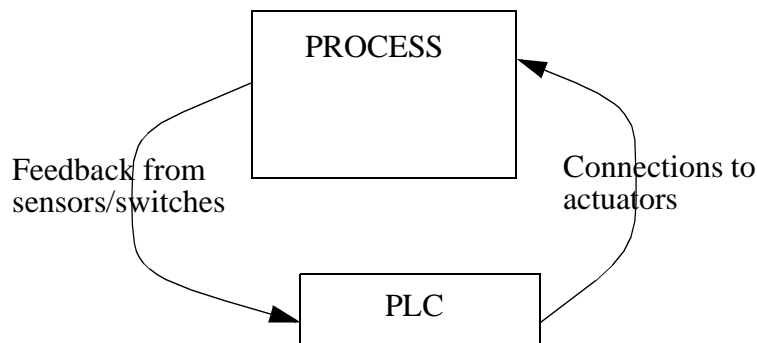 PROCESS
Feedback from
sensors/switches
Connections to
actuators
PLC